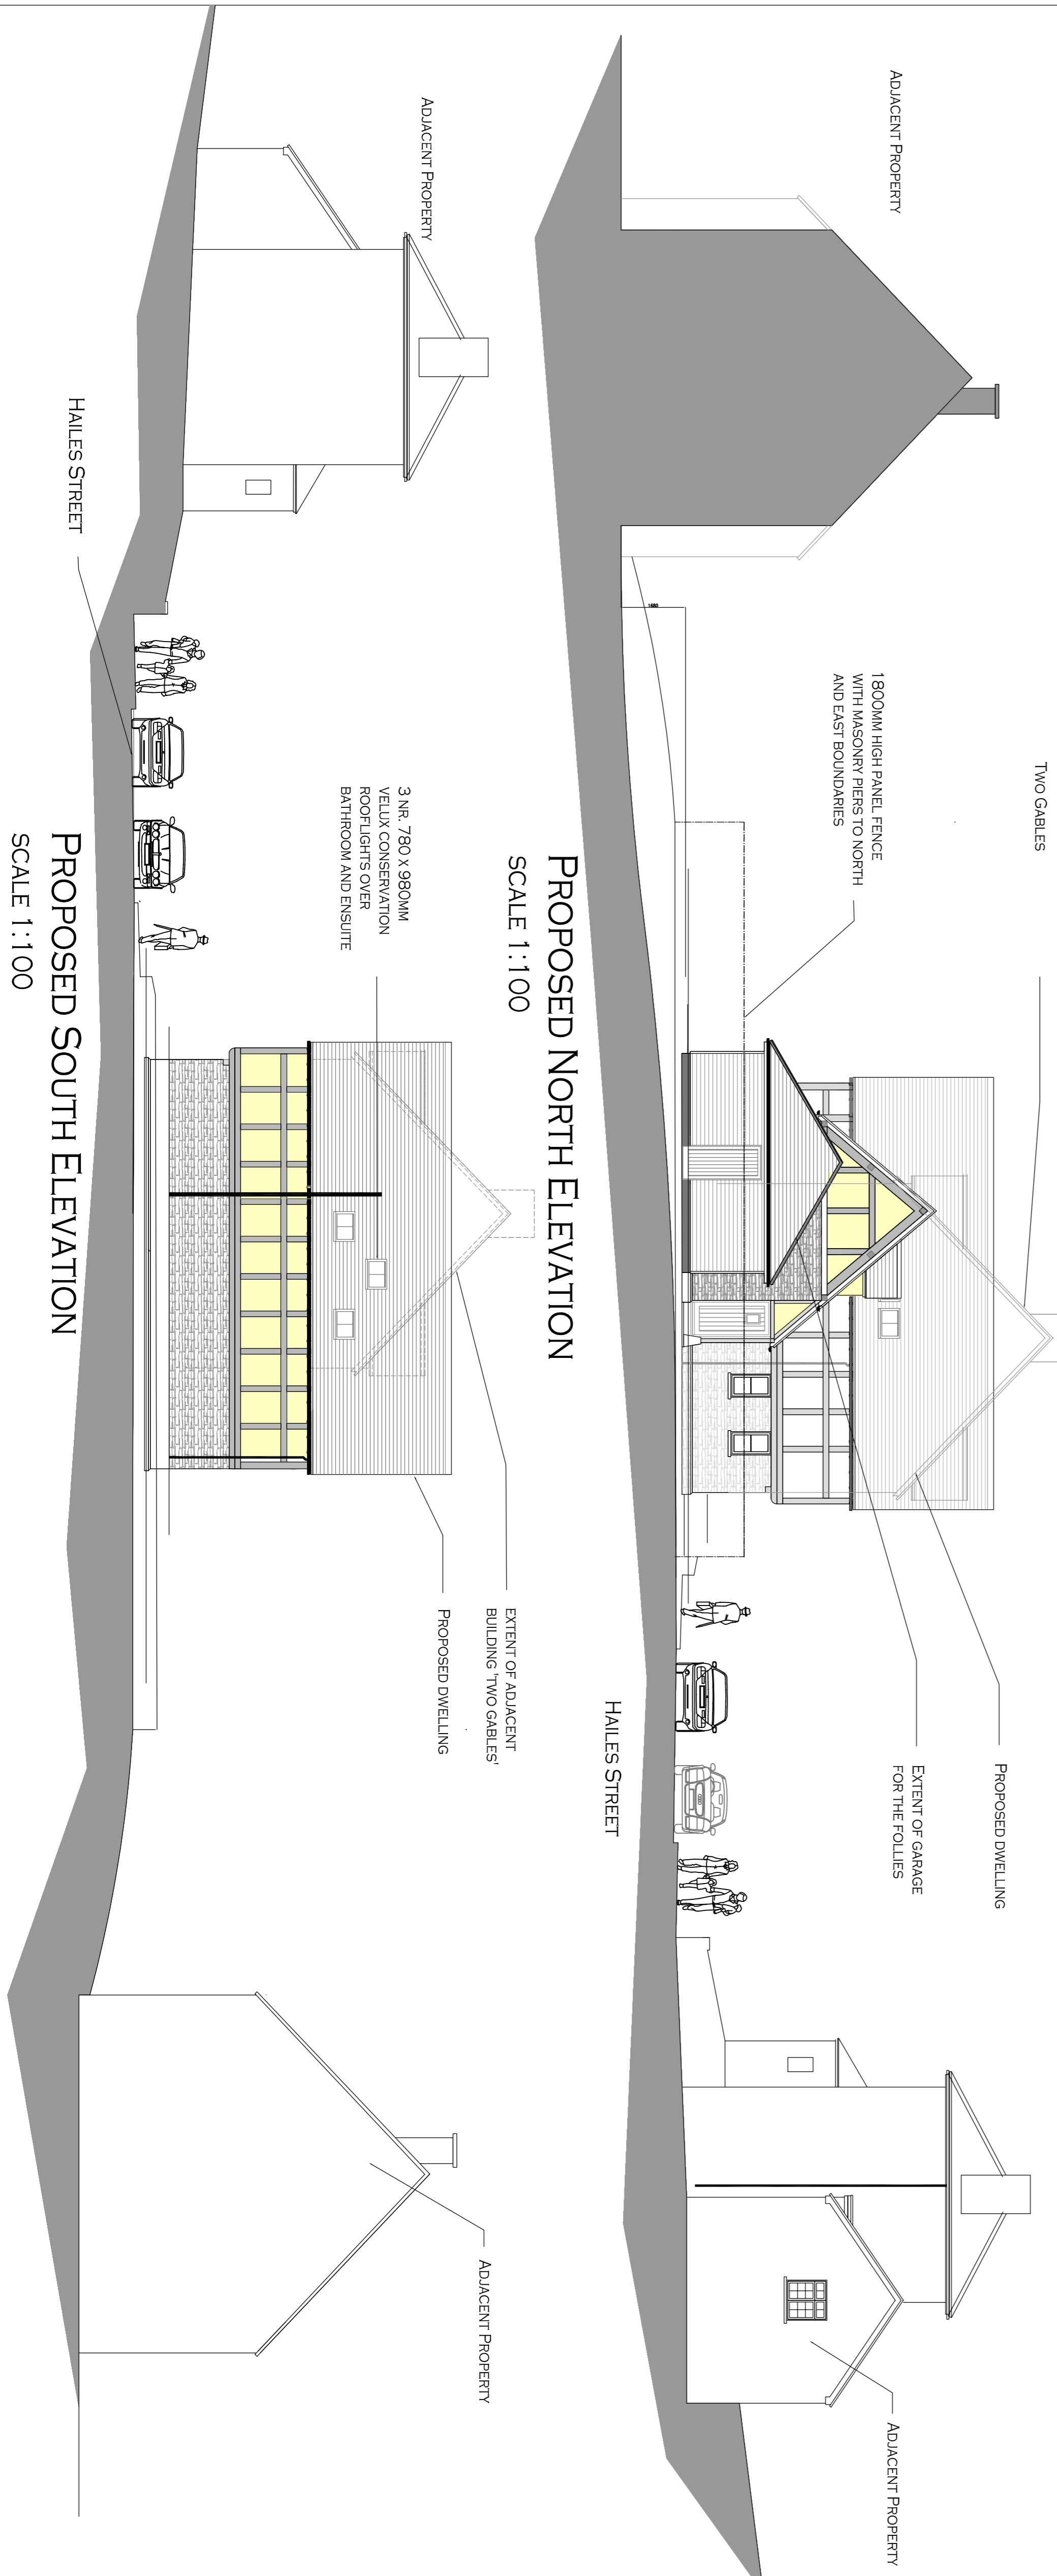 TWO GABLES
ADJACENT PROPERTY
1800MM HIGH PANEL FENCE
WITH MASONRY PIERS TO NORTH
AND EAST BOUNDARIES
PROPOSED DWELLING
EXTENT OF GARAGE
FOR THE FOLLIES
ADJACENT PROPERTY
HAILES STREET
PROPOSED NORTH ELEVATION
SCALE 1:100
ADJACENT PROPERTY
HAILES STREET
3 NR. 780 X 980MM
VELUX CONSERVATION
ROOFLIGHTS OVER
BATHROOM AND ENSUITE
EXTENT OF ADJACENT
BUILDING 'TWO GABLES'
PROPOSED DWELLING
ADJACENT PROPERTY
PROPOSED SOUTH ELEVATION
SCALE 1:100